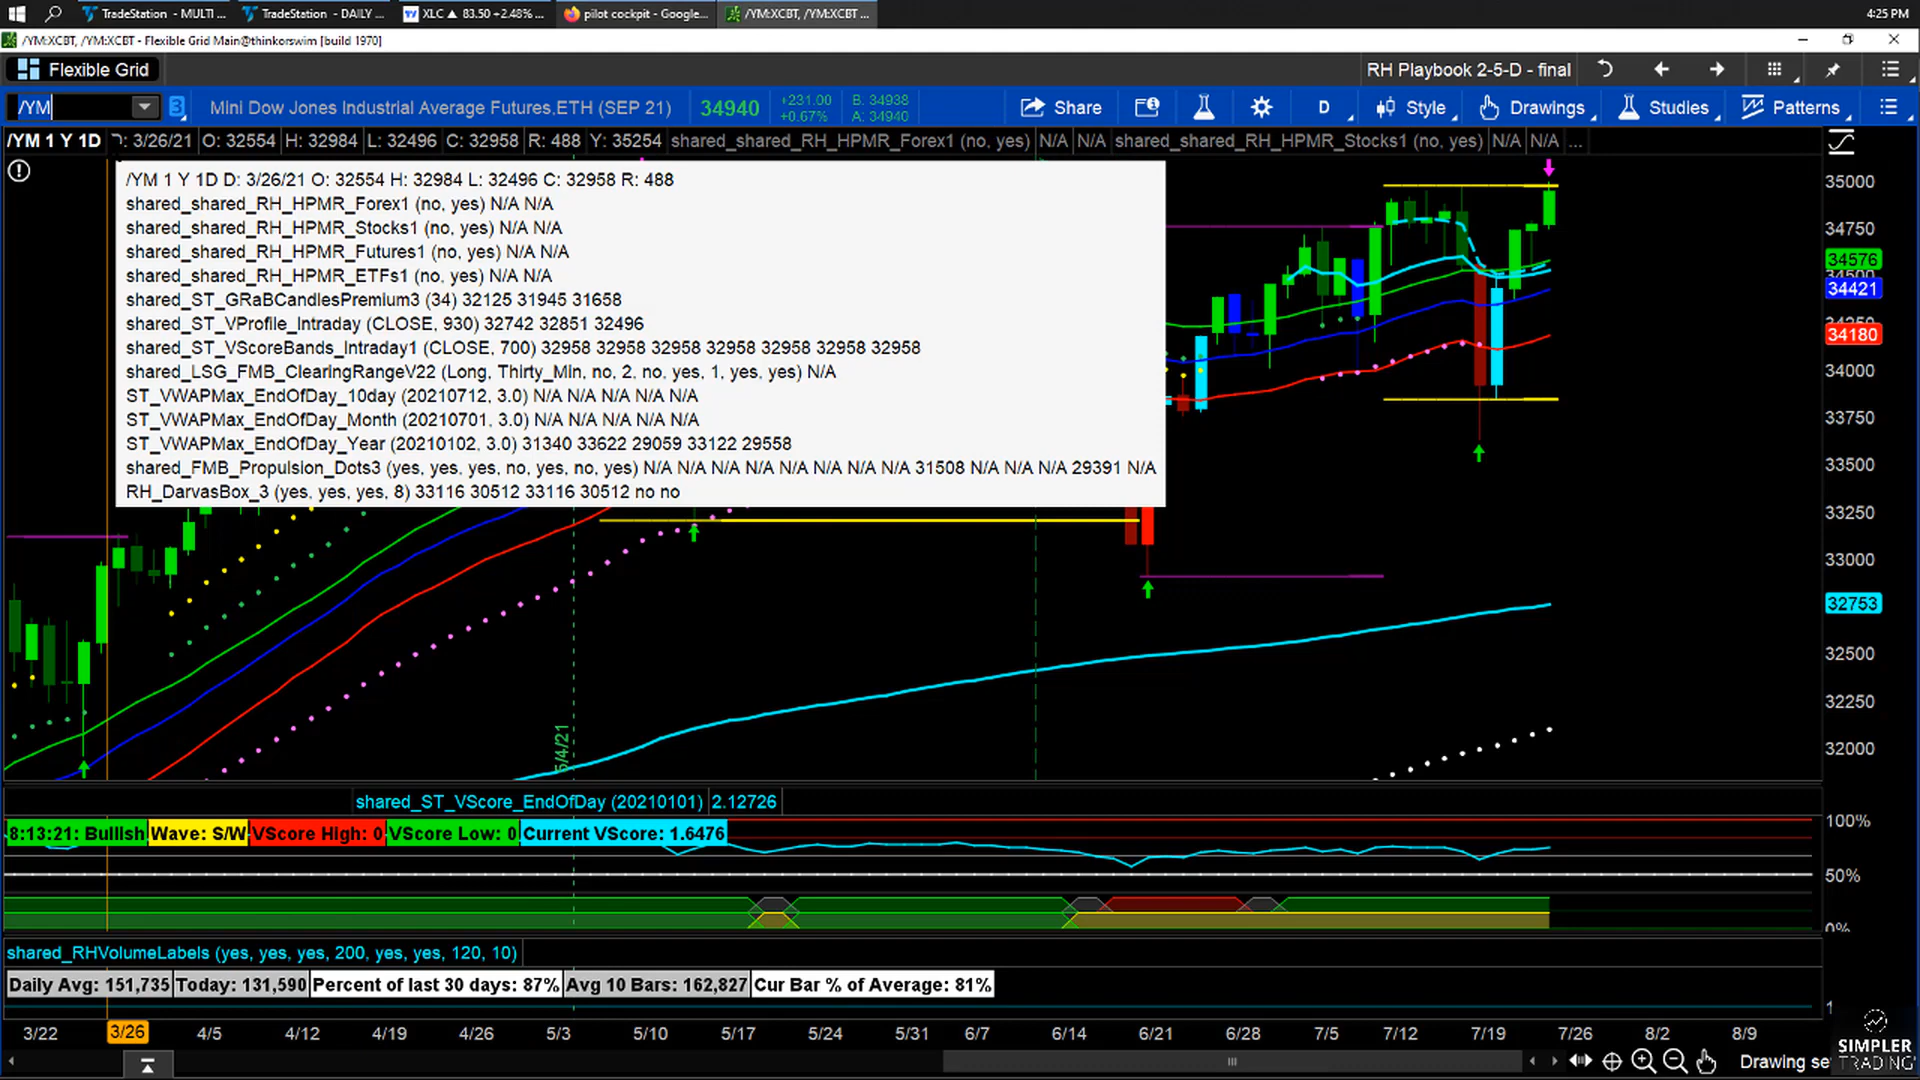 TradeStation - MULTI ...
TradeStation - DAILY ...
XLC ▲ 83.50 +2.48% ...
pilot cockpit - Google...
/YM:XCBT, /YM:XCBT ...
4:25 PM
/YM:XCBT, /YM:XCBT - Flexible Grid Main@thinkorswim [build 1970]
Flexible Grid
RH Playbook 2-5-D - final
/YM
3
Mini Dow Jones Industrial Average Futures,ETH (SEP 21)
34940
+231.00
+0.67%
B: 34938
A: 34940
Share
D
Style
Drawings
Studies
Patterns
/YM 1 Y 1D
D: 3/26/21
O: 32554
H: 32984
L: 32496
C: 32958
R: 488
Y: 35254
shared_shared_RH_HPMR_Forex1 (no, yes)
N/A
N/A
shared_shared_RH_HPMR_Stocks1 (no, yes)
N/A
N/A
...
/YM 1 Y 1D D: 3/26/21 O: 32554 H: 32984 L: 32496 C: 32958 R: 488
shared_shared_RH_HPMR_Forex1 (no, yes) N/A N/A
shared_shared_RH_HPMR_Stocks1 (no, yes) N/A N/A
shared_shared_RH_HPMR_Futures1 (no, yes) N/A N/A
shared_shared_RH_HPMR_ETFs1 (no, yes) N/A N/A
shared_ST_GRaBCandlesPremium3 (34) 32125 31945 31658
shared_ST_VProfile_Intraday (CLOSE, 930) 32742 32851 32496
shared_ST_VScoreBands_Intraday1 (CLOSE, 700) 32958 32958 32958 32958 32958 32958 32958
shared_LSG_FMB_ClearingRangeV22 (Long, Thirty_Min, no, 2, no, yes, 1, yes, yes) N/A
ST_VWAPMax_EndOfDay_10day (20210712, 3.0) N/A N/A N/A N/A N/A
ST_VWAPMax_EndOfDay_Month (20210701, 3.0) N/A N/A N/A N/A N/A
ST_VWAPMax_EndOfDay_Year (20210102, 3.0) 31340 33622 29059 33122 29558
shared_FMB_Propulsion_Dots3 (yes, yes, yes, no, yes, no, yes) N/A N/A N/A N/A N/A N/A N/A N/A 31508 N/A N/A N/A 29391 N/A
RH_DarvasBox_3 (yes, yes, yes, 8) 33116 30512 33116 30512 no no
35000
34750
34576
34500
34421
34250
34180
34000
33750
33500
33250
33000
32753
32500
32250
32000
5/4/21
shared_ST_VScore_EndOfDay (20210101)
2.12726
8:13:21: Bullish
Wave: S/W
VScore High: 0
VScore Low: 0
Current VScore: 1.6476
100%
50%
0%
shared_RHVolumeLabels (yes, yes, yes, 200, yes, yes, 120, 10)
Daily Avg: 151,735
Today: 131,590
Percent of last 30 days: 87%
Avg 10 Bars: 162,827
Cur Bar % of Average: 81%
1
3/22
3/26
4/5
4/12
4/19
4/26
5/3
5/10
5/17
5/24
5/31
6/7
6/14
6/21
6/28
7/5
7/12
7/19
7/26
8/2
8/9
Drawing se
SIMPLER
TRADING